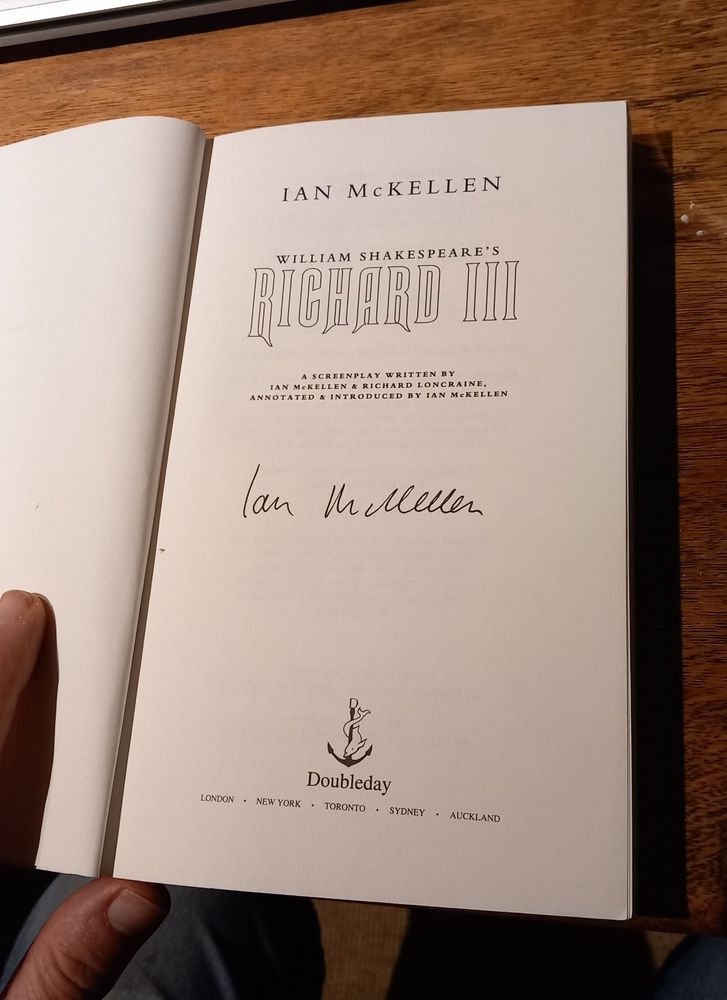 IAN McKELLEN
WILLIAM SHAKESPEARE'S
RICHARD III
A SCREENPLAY WRITTEN BY
IAN McKELLEN & RICHARD LONCRAINE,
ANNOTATED & INTRODUCED BY IAN McKELLEN
Ian McKellen
D
Doubleday
LONDON • NEW YORK • TORONTO • SYDNEY • AUCKLAND